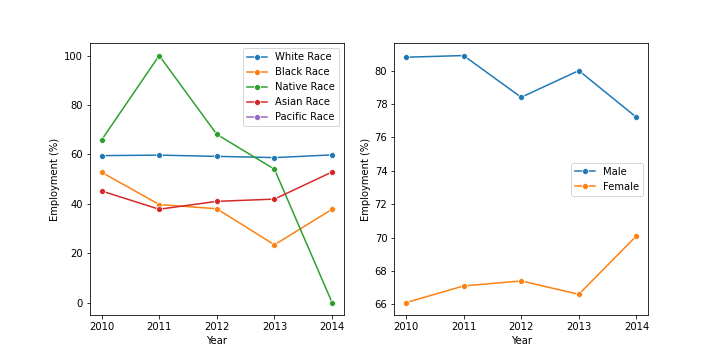 100
80
60
40
20
0
Employment (%)
2010 2011 2012 2013 2014
Year
White Race
Black Race
Native Race
Asian Race
Pacific Race
80
78
76
74
72
70
68
66
Employment (%)
2010 2011 2012 2013 2014
Year
Male
Female